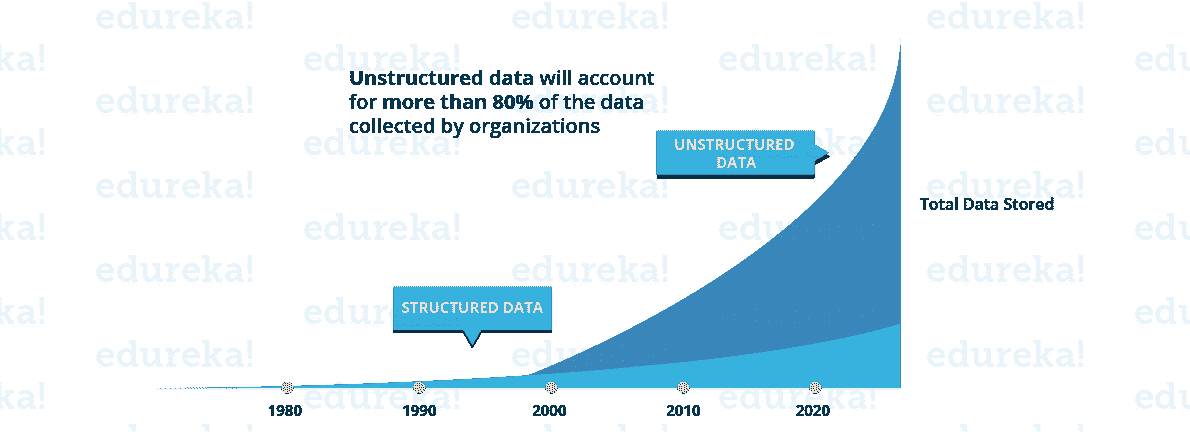 Unstructured data will account
for more than 80% of the data
collected by organizations
UNSTRUCTURED
DATA
Total Data Stored
STRUCTURED DATA
1980
1990
2000
2010
2020
edureka!